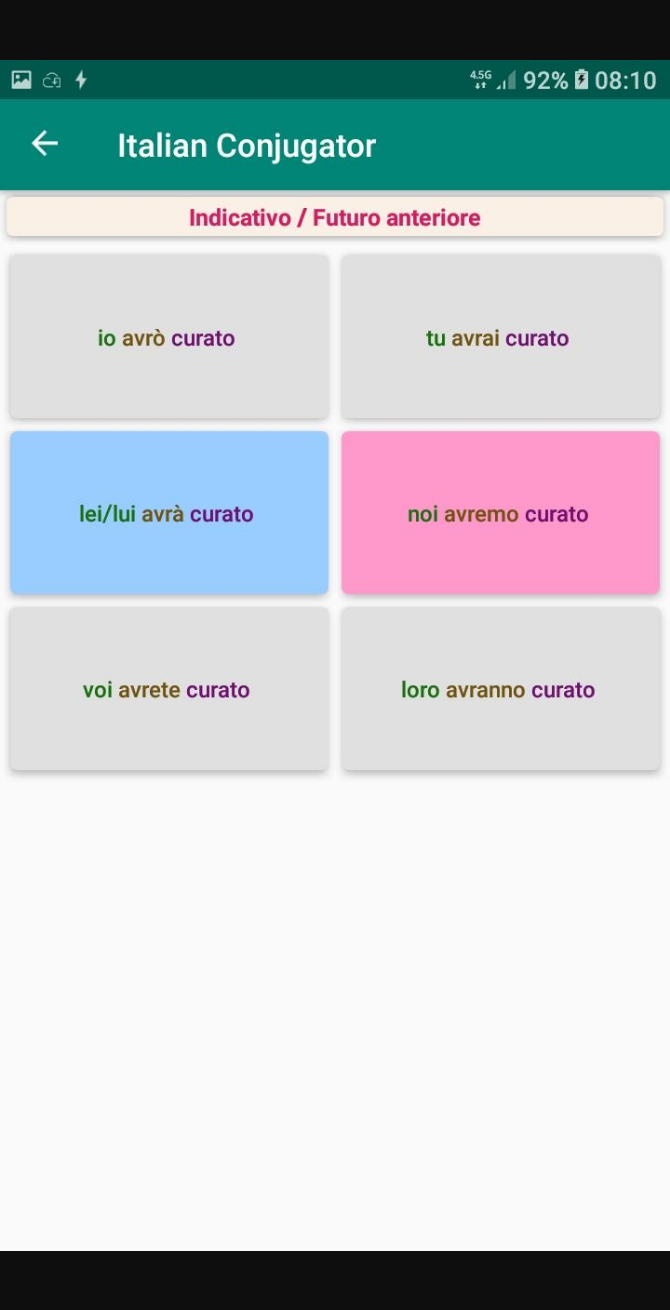 4.5G 92% 08:10
Italian Conjugator
Indicativo / Futuro anteriore
io avrò curato
tu avrai curato
lei/lui avrà curato
noi avremo curato
voi avrete curato
loro avranno curato